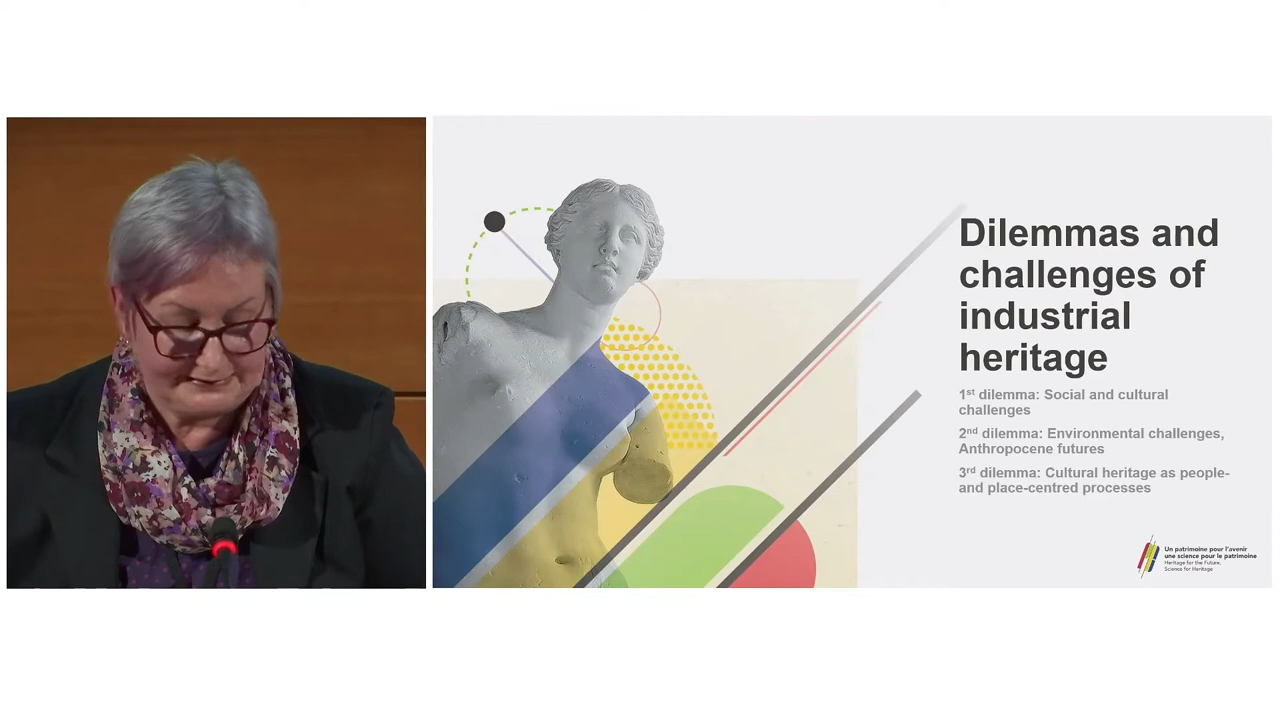 Dilemmas and
challenges of
industrial
heritage
1st dilemma: Social and cultural
challenges
2nd dilemma: Environmental challenges,
Anthropocene futures
3rd dilemma: Cultural heritage as people-
and place-centred processes
Un patrimoine pour l'avenir
une science pour le patrimoine
Heritage for the Future,
Science for Heritage